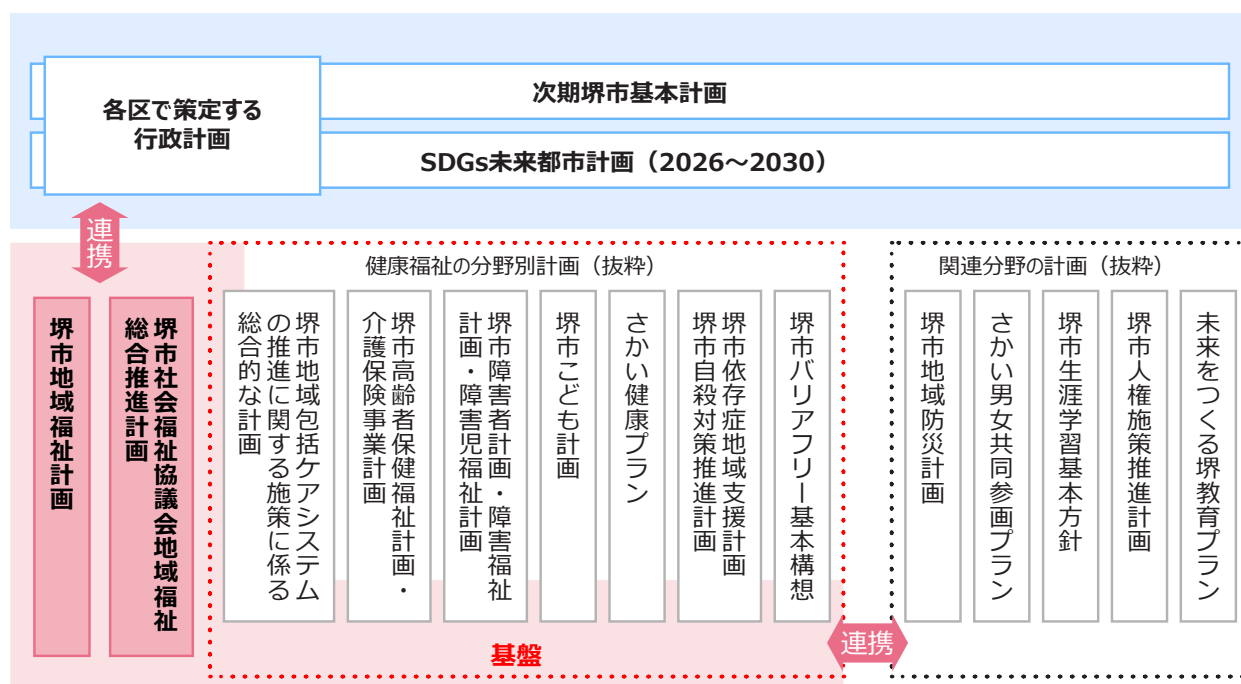 各区で策定する
行政計画
次期堺市基本計画
SDGs未来都市計画（2026～2030）
連携
堺市地域福祉計画
堺市社会福祉協議会地域福祉
総合推進計画
健康福祉の分野別計画（抜粋）
堺市地域包括ケアシステム
の推進に関する施策に係る
総合的な計画
堺市高齢者保健福祉計画・
介護保険事業計画
堺市障害者計画・障害福祉
計画・障害児福祉計画
堺市こども計画
さかい健康プラン
堺市依存症地域支援計画
堺市自殺対策推進計画
堺市バリアフリー基本構想
基盤
連携
関連分野の計画（抜粋）
堺市地域防災計画
さかい男女共同参画プラン
堺市生涯学習基本方針
堺市人権施策推進計画
未来をつくる堺教育プラン